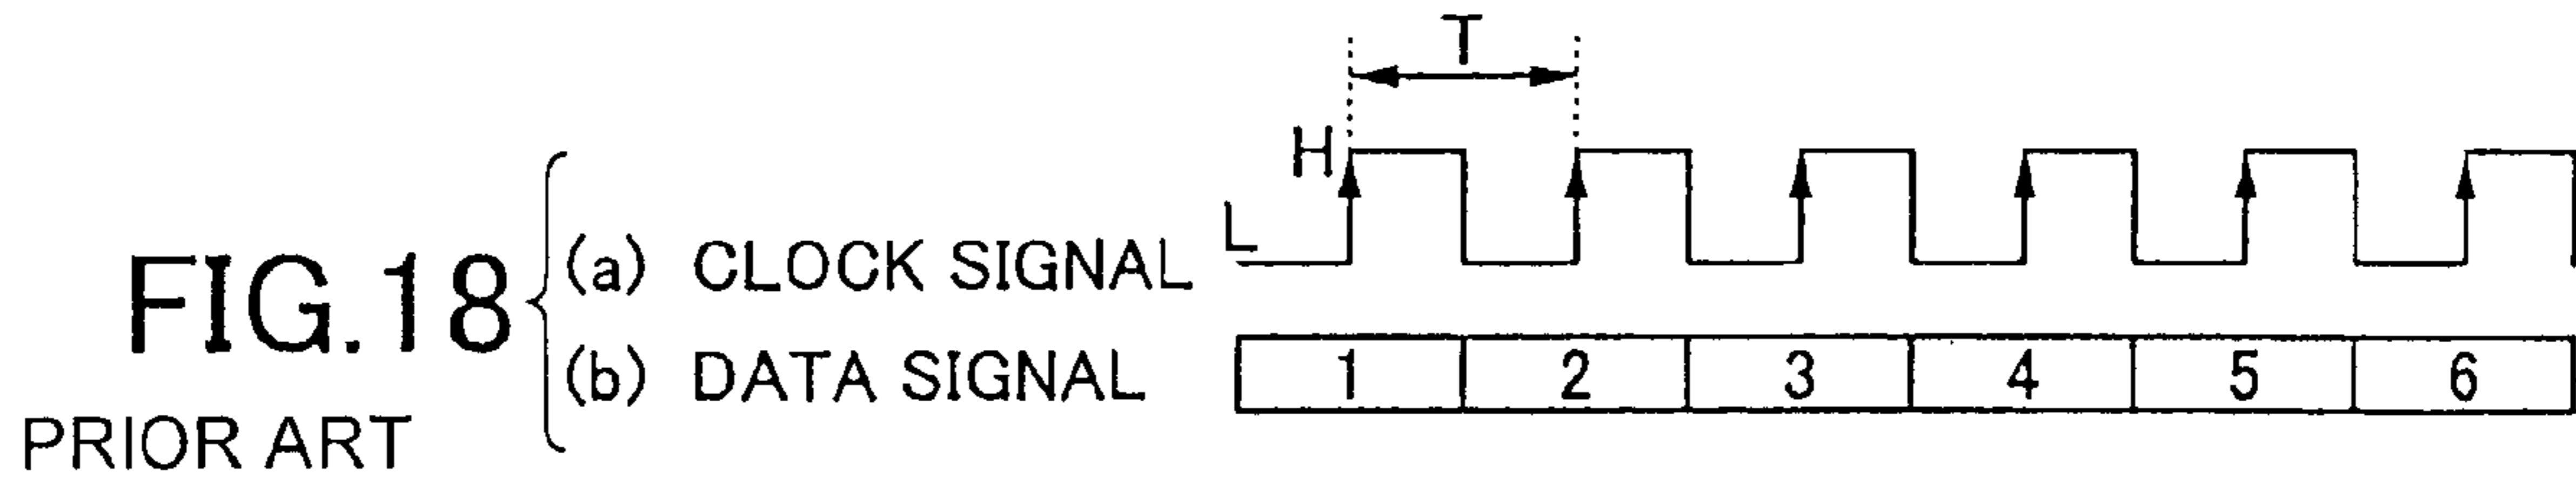 T
H
L
FIG.18
(a) CLOCK SIGNAL
(b) DATA SIGNAL
1 2 3 4 5 6
PRIOR ART